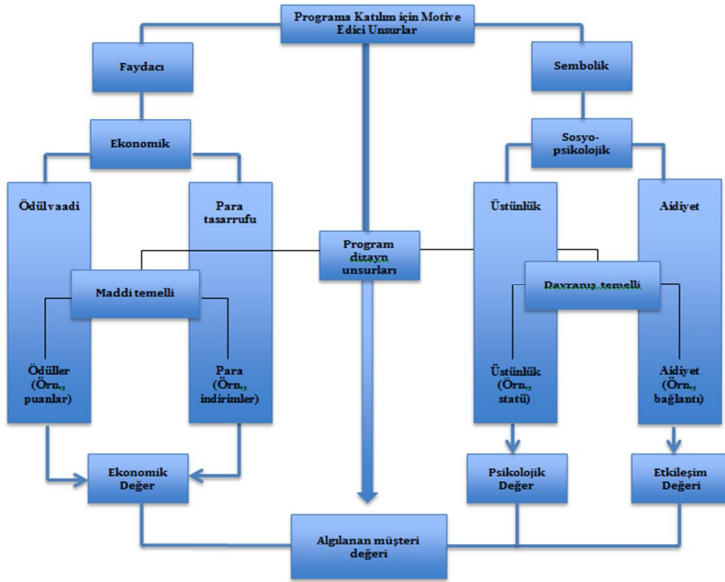 Programa Katılım için Motive
Edici Unsurlar
Faydacı
Sembolik
Ekonomik
Sosyo-
psikolojik
Ödül vaadi
Para
tasarrufu
Üstünlük
Aidiyet
Program
dizayn
unsurları
Maddi temelli
Davranış temelli
Ödüller
(Örn.,
puanlar)
Para
(Örn.,
indirimler)
Üstünlük
(Örn.,
statü)
Aidiyet
(Örn.,
bağlantı)
Ekonomik
Değer
Psikolojik
Değer
Etkileşim
Değeri
Algılanan müşteri
değeri